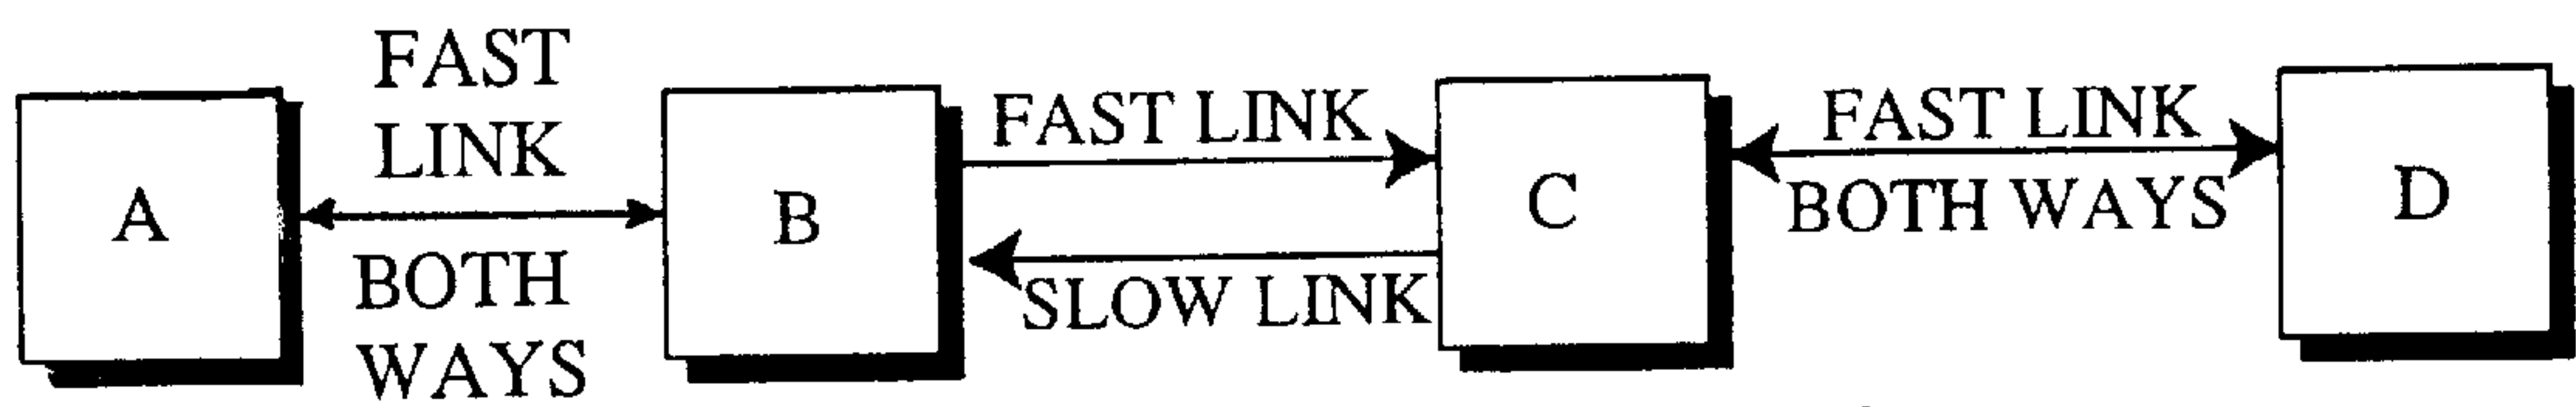 A
FAST
LINK
BOTH
WAYS
B
FAST LINK
SLOW LINK
C
FAST LINK
BOTH WAYS
D